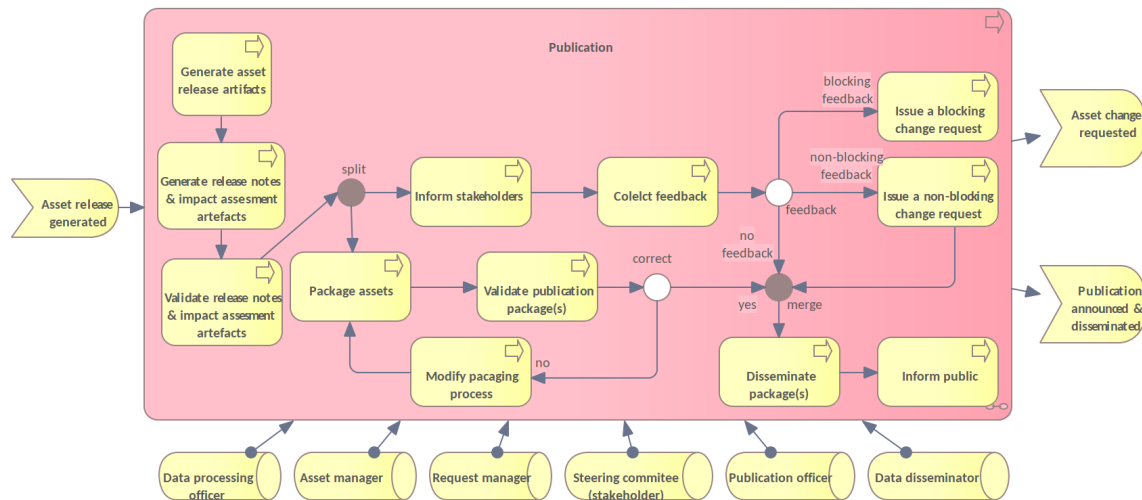 Publication
Generate asset
release artifacts
Generate release notes
& impact assesment
artefacts
Validate release notes
& impact assesment
artefacts
Asset release
generated
split
Inform stakeholders
Colelct feedback
feedback
blocking
feedback
Issue a blocking
change request
non-blocking
feedback
Issue a non-blocking
change request
no
feedback
Package assets
Validate publication
package(s)
correct
yes
merge
no
Modify pacaging
process
Disseminate
package(s)
Inform public
Asset change
requested
Publication
announced &
disseminated
Data processing
officer
Asset manager
Request manager
Steering commitee
(stakeholder)
Publication officer
Data disseminator